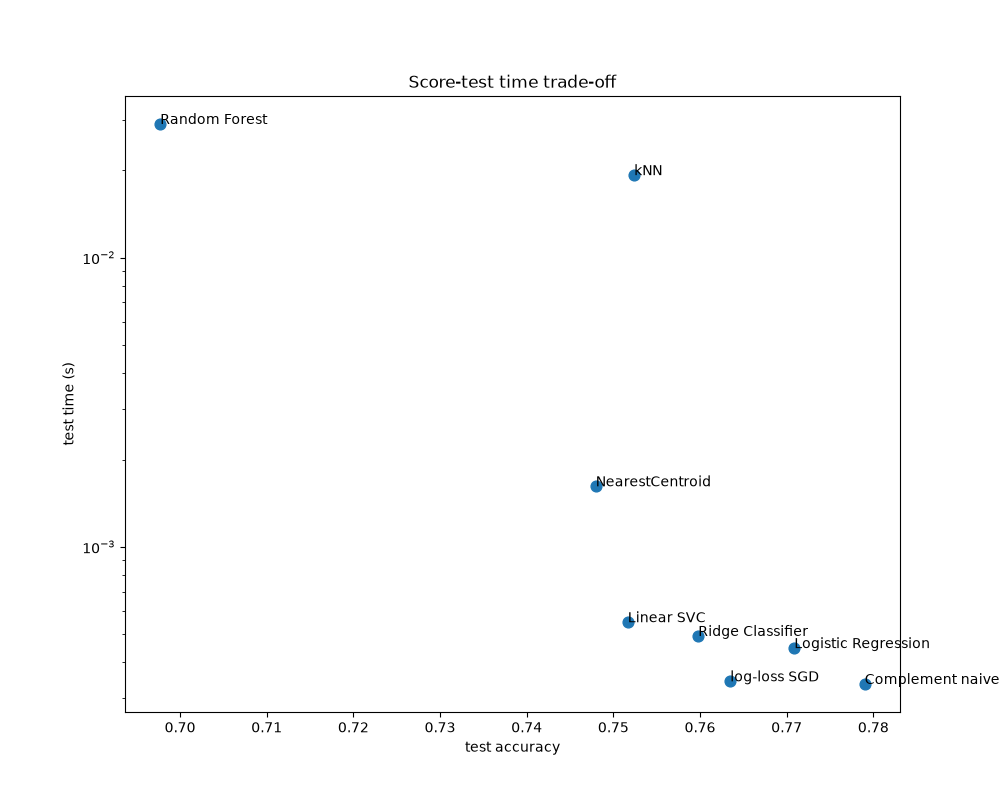 Score-test time trade-off
Random Forest
kNN
10−2
test time (s)
NearestCentroid
10−3
Linear SVC
Ridge Classifier
Logistic Regression
log-loss SGD
Complement naive
0.70 0.71 0.72 0.73 0.74 0.75 0.76 0.77 0.78
test accuracy